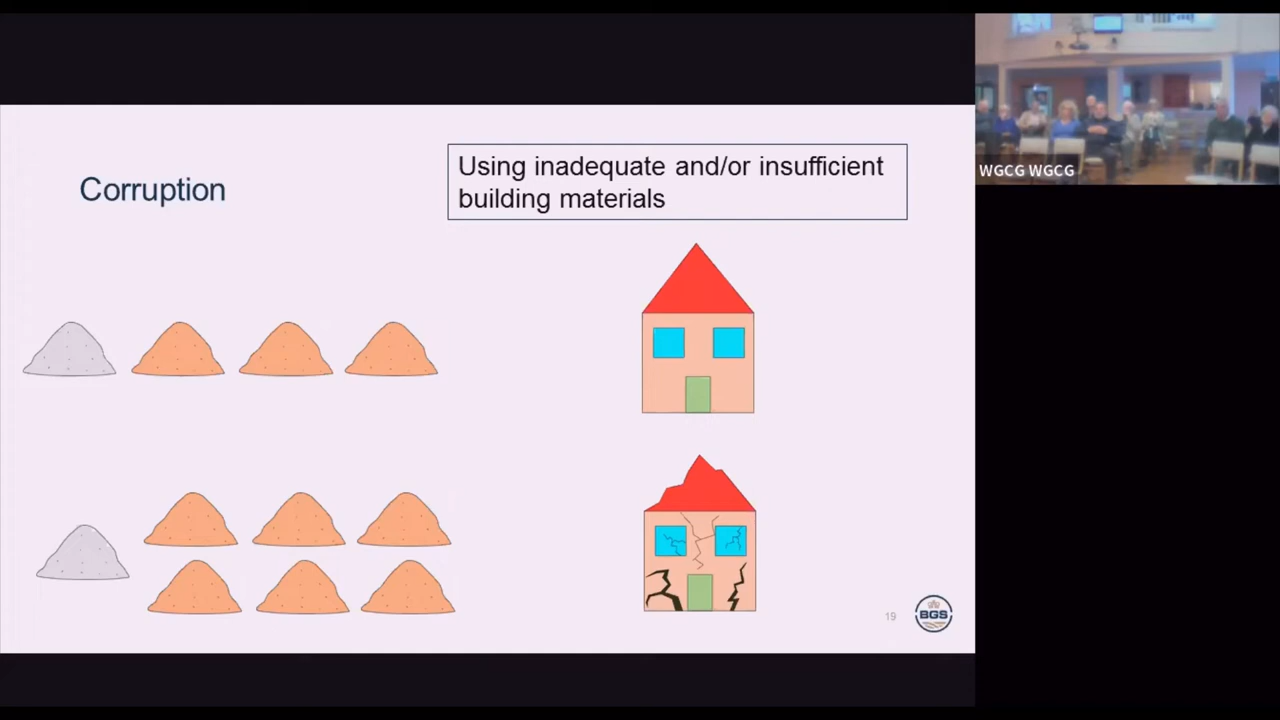 Corruption
Using inadequate and/or insufficient
building materials
WGCG WGCG
19
BGS